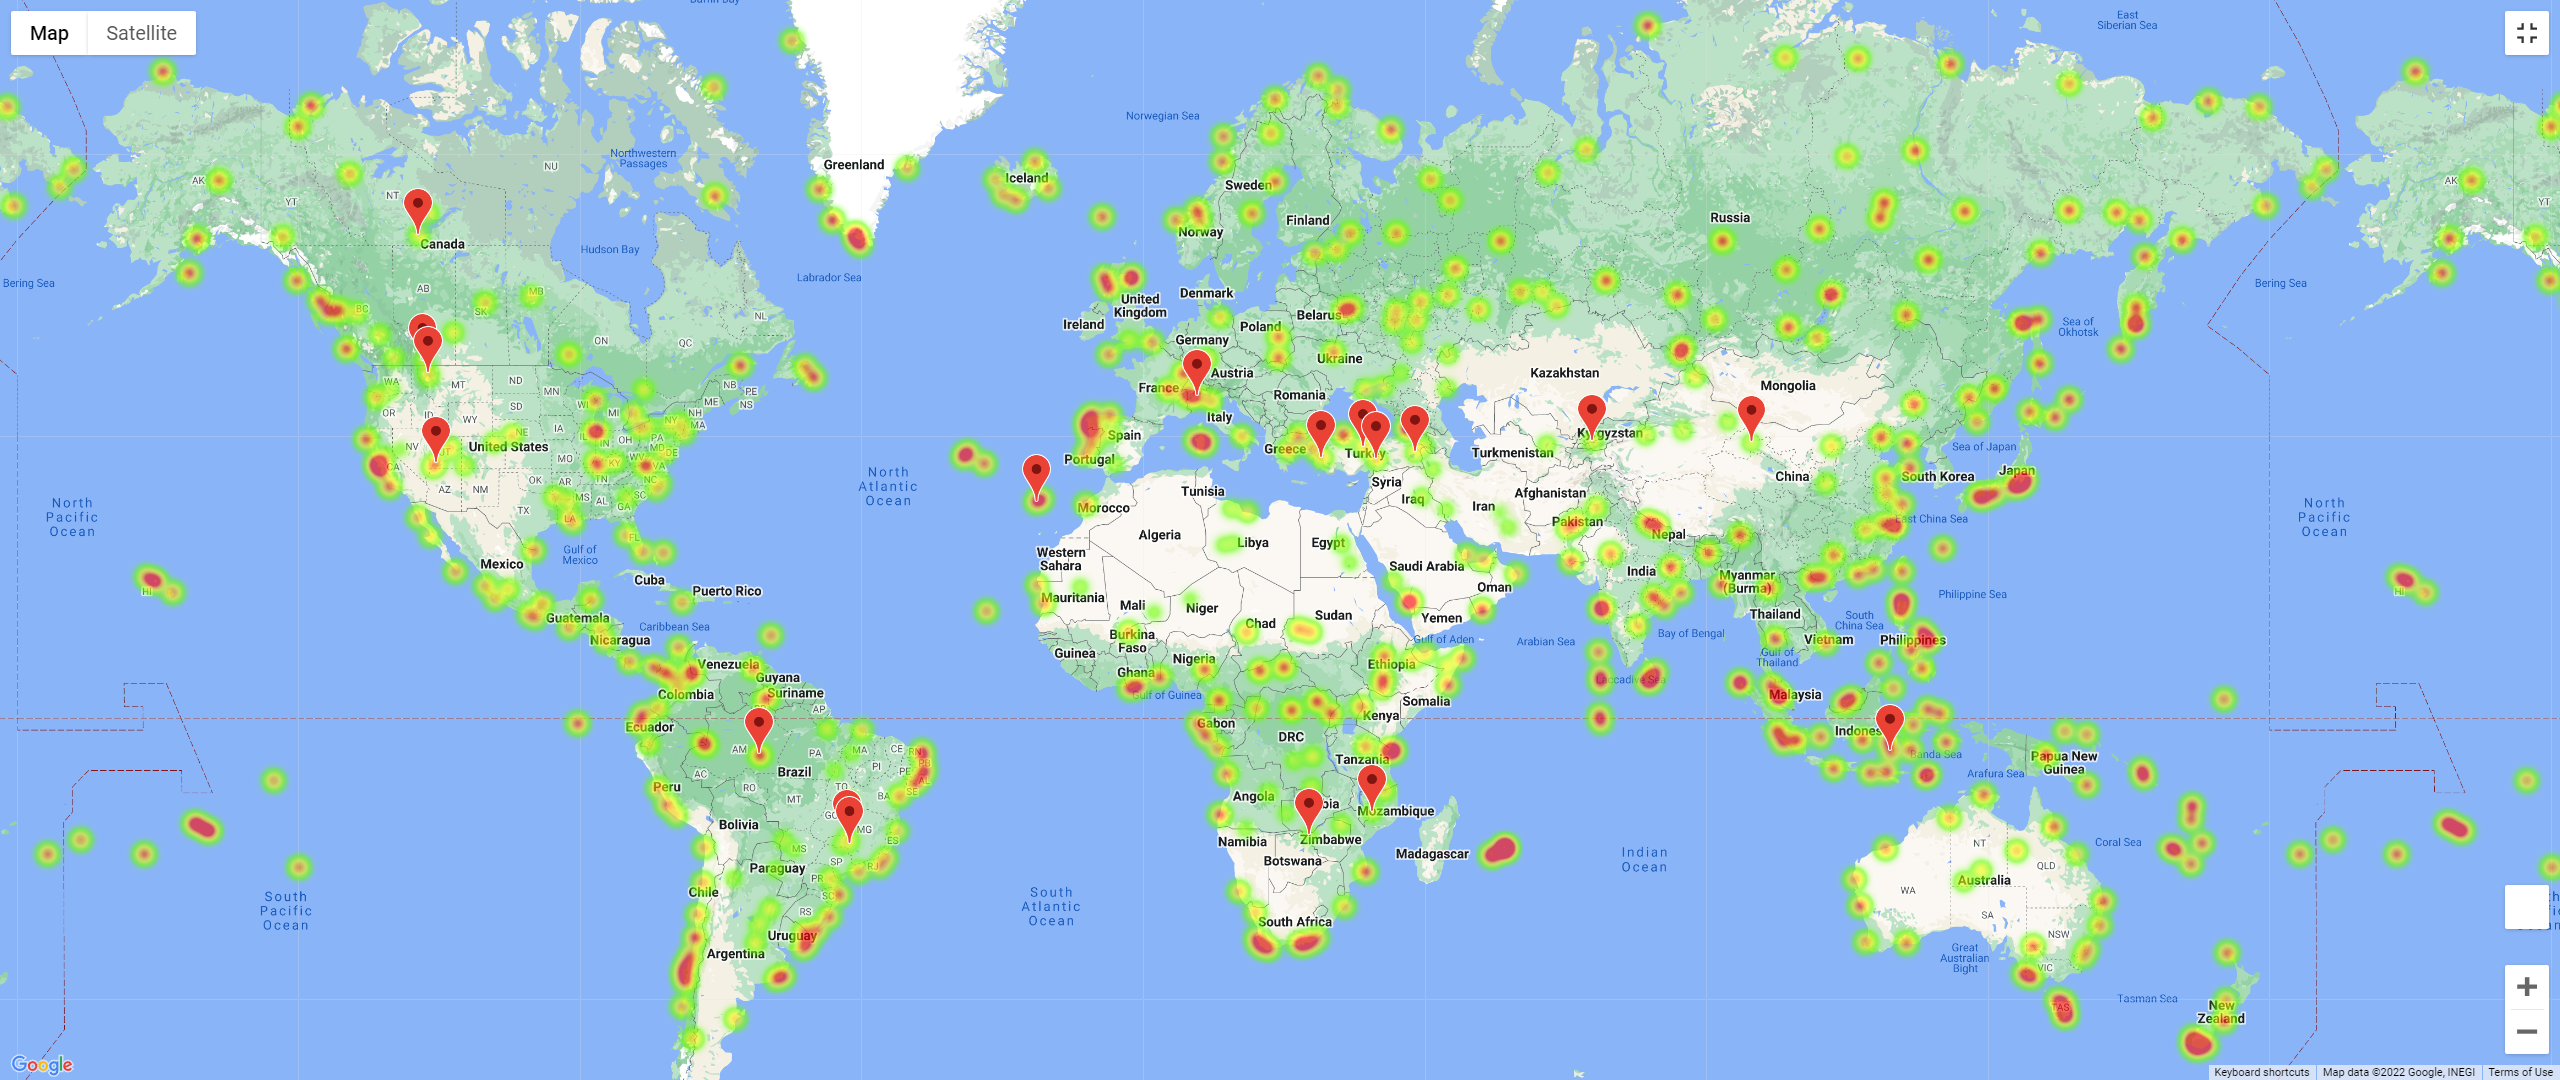 Map
Satellite
Baffin Bay
East
Siberian Sea
Norwegian Sea
Greenland
Iceland
Northwestern
Passages
NU
NT
AK
YT
Sweden
Finland
Norway
Russia
AK
YT
Canada
Hudson Bay
Labrador Sea
Bering Sea
Bering Sea
AB
BC
SK
MB
ON
QC
NL
Denmark
United
Kingdom
Ireland
Belarus
Poland
Germany
Ukraine
Sea of
Okhotsk
WA
MT
ND
MN
OR
ID
SD
WI
MI
NB
PE
NS
ME
NY
NH
MA
Austria
France
Romania
Italy
Kazakhstan
Mongolia
NV
UT
NE
IA
IL
IN
OH
PA
MD
DE
United States
CA
MO
KY
WV
VA
AZ
NM
OK
AR
TN
NC
SC
MS
AL
GA
TX
LA
FL
Spain
Portugal
Greece
Turkey
Kyrgyzstan
Turkmenistan
Sea of Japan
Japan
South Korea
China
Syria
Iraq
Iran
Afghanistan
Pakistan
Nepal
East China Sea
North
Pacific
Ocean
North
Atlantic
Ocean
North
Pacific
Ocean
Tunisia
Morocco
Algeria
Libya
Egypt
Western
Sahara
Saudi Arabia
Oman
India
Myanmar
(Burma)
Gulf of
Mexico
Mexico
Cuba
Puerto Rico
HI
HI
Mauritania
Mali
Niger
Chad
Sudan
Yemen
Gulf of Aden
Arabian Sea
Bay of Bengal
Thailand
South
China Sea
Philippine Sea
Guatemala
Caribbean Sea
Nicaragua
Burkina
Faso
Guinea
Nigeria
Ghana
Gulf of Guinea
Ethiopia
Somalia
Laccadive Sea
Gulf of
Thailand
Vietnam
Philippines
Malaysia
Venezuela
Guyana
Suriname
Colombia
AP
Ecuador
Gabon
Kenya
DRC
Tanzania
Indonesia
Banda Sea
Arafura Sea
Papua New
Guinea
AM
PA
MA
CE
RN
PB
PI
PE
AL
SE
AC
RO
TO
BA
MT
GO
MG
ES
Brazil
Peru
Bolivia
MS
SP
RJ
PR
SC
RS
Paraguay
Chile
Uruguay
Argentina
Angola
Mozambique
Namibia
Zimbabwe
Botswana
Madagascar
South Africa
South
Pacific
Ocean
South
Atlantic
Ocean
Indian
Ocean
Coral Sea
NT
QLD
Australia
WA
SA
NSW
VIC
TAS
Great
Australian
Bight
Tasman Sea
New
Zealand
Google
Keyboard shortcuts
Map data ©2022 Google, INEGI
Terms of Use